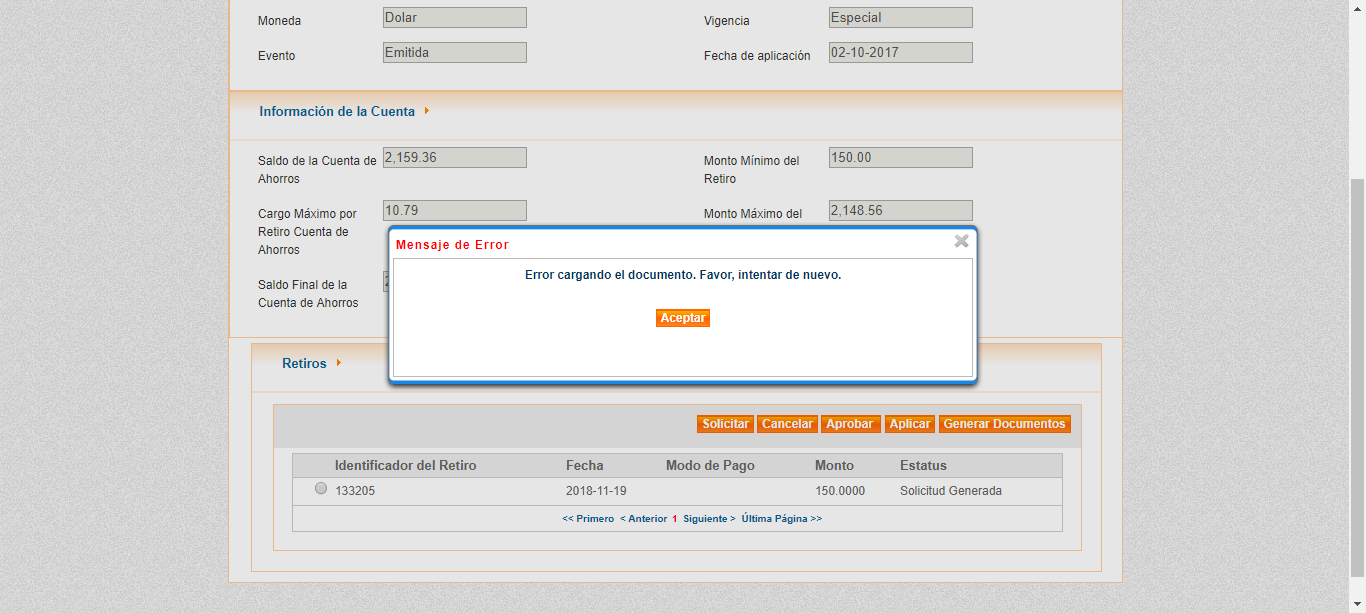 Moneda Dolar Vigencia Especial
Evento Emitida Fecha de aplicación 02-10-2017
Información de la Cuenta
Saldo de la Cuenta de Ahorros 2,159.36 Monto Mínimo del Retiro 150.00
Cargo Máximo por Retiro Cuenta de Ahorros 10.79 Monto Máximo del 2,148.56
Saldo Final de la Cuenta de Ahorros
Mensaje de Error
Error cargando el documento. Favor, intentar de nuevo.
Aceptar
Retiros
Solicitar Cancelar Aprobar Aplicar Generar Documentos
Identificador del Retiro Fecha Modo de Pago Monto Estatus
133205 2018-11-19 150.0000 Solicitud Generada
<< Primero < Anterior 1 Siguiente > Última Página >>